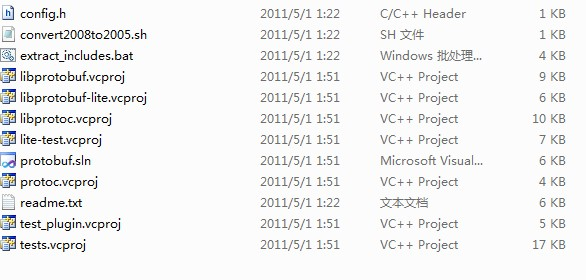 config.h 2011/5/1 1:22 C/C++ Header 1 KB
convert2008to2005.sh 2011/5/1 1:22 SH 文件 1 KB
extract_includes.bat 2011/5/1 1:22 Windows 批处理... 4 KB
libprotobuf.vcproj 2011/5/1 1:51 VC++ Project 9 KB
libprotobuf-lite.vcproj 2011/5/1 1:51 VC++ Project 6 KB
libprotoc.vcproj 2011/5/1 1:51 VC++ Project 10 KB
lite-test.vcproj 2011/5/1 1:51 VC++ Project 7 KB
protobuf.sln 2011/5/1 1:51 Microsoft Visual... 6 KB
protoc.vcproj 2011/5/1 1:51 VC++ Project 4 KB
readme.txt 2011/5/1 1:22 文本文档 6 KB
test_plugin.vcproj 2011/5/1 1:51 VC++ Project 5 KB
tests.vcproj 2011/5/1 1:51 VC++ Project 17 KB